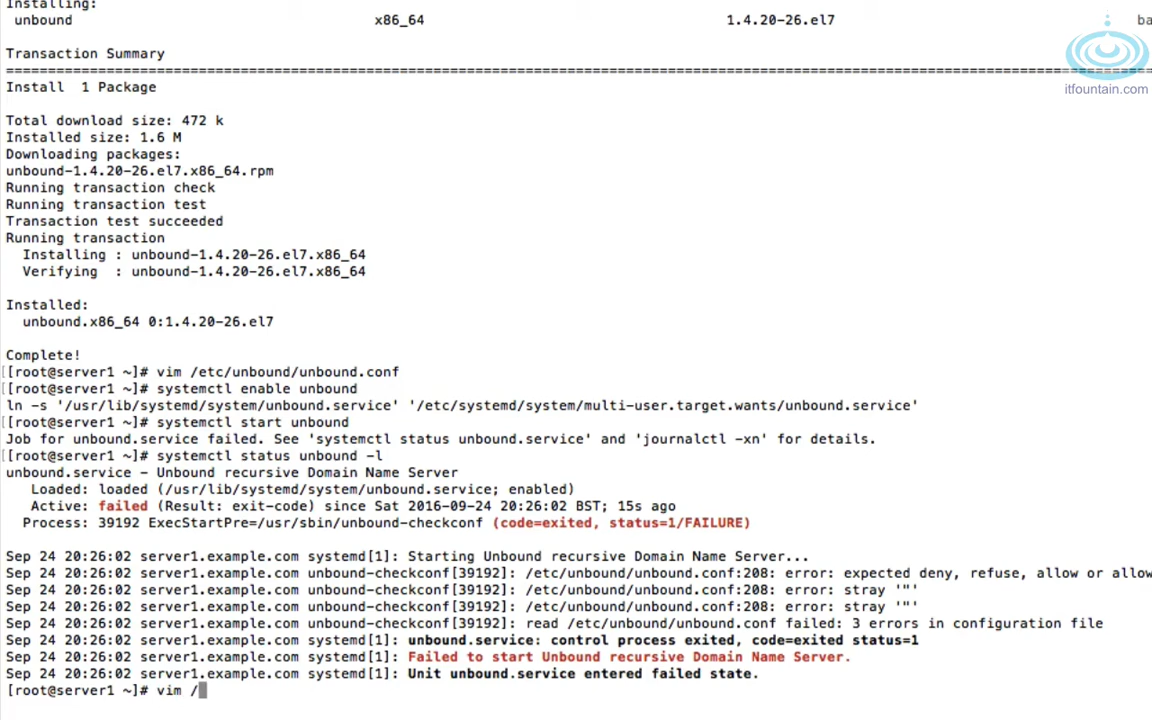 Installing:
unbound x86_64 1.4.20-26.el7 ba
Transaction Summary
================================================================================
Install  1 Package
Total download size: 472 k
Installed size: 1.6 M
Downloading packages:
unbound-1.4.20-26.el7.x86_64.rpm
Running transaction check
Running transaction test
Transaction test succeeded
Running transaction
  Installing : unbound-1.4.20-26.el7.x86_64
  Verifying  : unbound-1.4.20-26.el7.x86_64
Installed:
  unbound.x86_64 0:1.4.20-26.el7
Complete!
[[root@server1 ~]# vim /etc/unbound/unbound.conf
[[root@server1 ~]# systemctl enable unbound
ln -s '/usr/lib/systemd/system/unbound.service' '/etc/systemd/system/multi-user.target.wants/unbound.service'
[[root@server1 ~]# systemctl start unbound
Job for unbound.service failed. See 'systemctl status unbound.service' and 'journalctl -xn' for details.
[[root@server1 ~]# systemctl status unbound -l
unbound.service - Unbound recursive Domain Name Server
   Loaded: loaded (/usr/lib/systemd/system/unbound.service; enabled)
   Active: failed (Result: exit-code) since Sat 2016-09-24 20:26:02 BST; 15s ago
  Process: 39192 ExecStartPre=/usr/sbin/unbound-checkconf (code=exited, status=1/FAILURE)
Sep 24 20:26:02 server1.example.com systemd[1]: Starting Unbound recursive Domain Name Server...
Sep 24 20:26:02 server1.example.com unbound-checkconf[39192]: /etc/unbound/unbound.conf:208: error: expected deny, refuse, allow or allow
Sep 24 20:26:02 server1.example.com unbound-checkconf[39192]: /etc/unbound/unbound.conf:208: error: stray '"'
Sep 24 20:26:02 server1.example.com unbound-checkconf[39192]: /etc/unbound/unbound.conf:208: error: stray '"'
Sep 24 20:26:02 server1.example.com unbound-checkconf[39192]: read /etc/unbound/unbound.conf failed: 3 errors in configuration file
Sep 24 20:26:02 server1.example.com systemd[1]: unbound.service: control process exited, code=exited status=1
Sep 24 20:26:02 server1.example.com systemd[1]: Failed to start Unbound recursive Domain Name Server.
Sep 24 20:26:02 server1.example.com systemd[1]: Unit unbound.service entered failed state.
[root@server1 ~]# vim /
itfountain.com